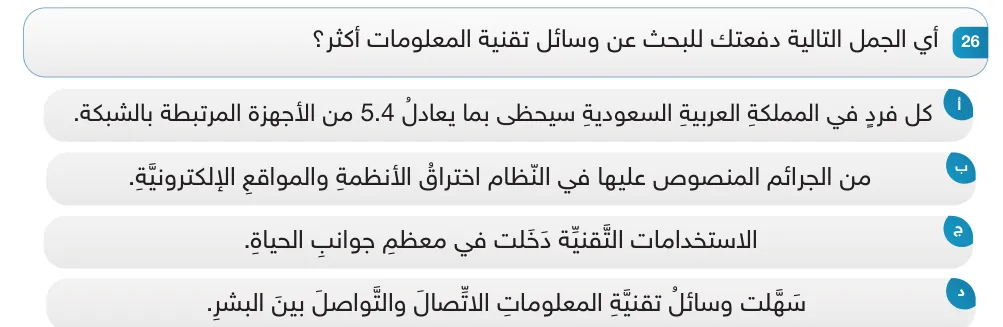 26 أي الجمل التالية دفعتك للبحث عن وسائل تقنية المعلومات أكثر؟
أ كل فردٍ في المملكةِ العربيةِ السعوديةِ سيحظى بما يعادلُ 5.4 من الأجهزة المرتبطة بالشبكة.
ب من الجرائم المنصوص عليها في النّظام اختراقُ الأنظمةِ والمواقعِ الإلكترونيَّةِ.
ج الاستخدامات التَّقنيِّة دَخَلت في معظمِ جوانبِ الحياةِ.
د سَهَّلت وسائلُ تقنيَّةِ المعلوماتِ الاتِّصالَ والتَّواصلَ بينَ البشرِ.